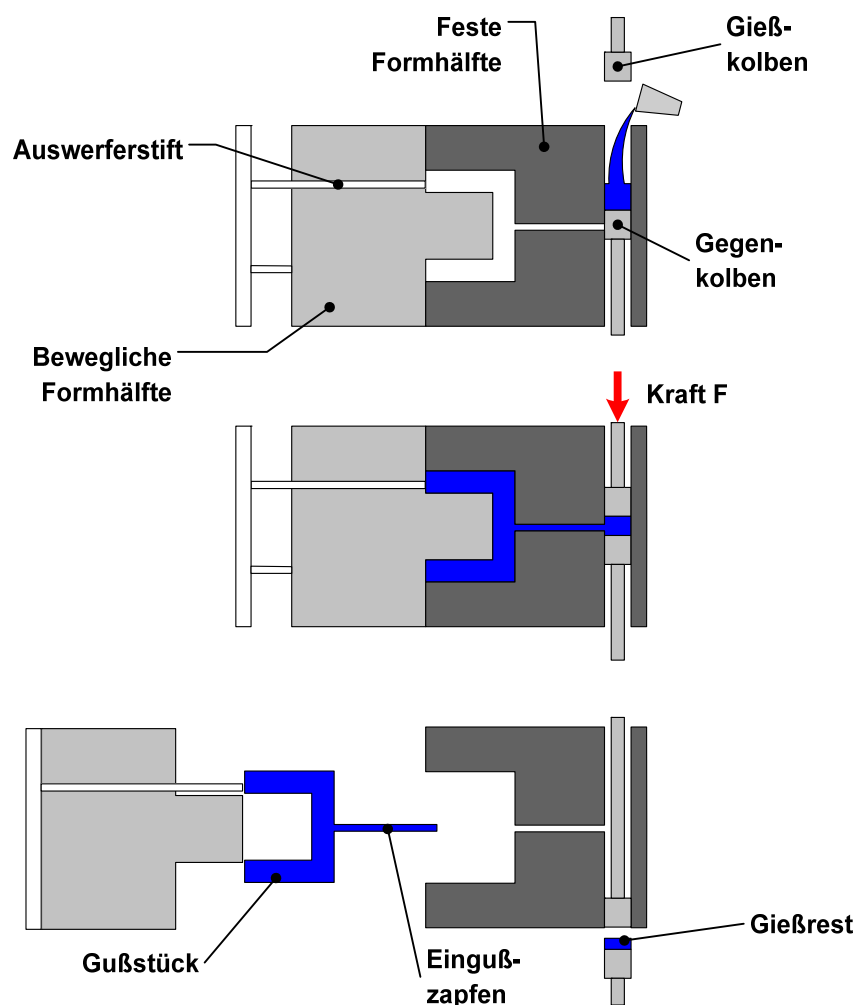 Feste
Formhälfte
Gieß-
kolben
Auswerferstift
Gegen-
kolben
Bewegliche
Formhälfte
Kraft F
Gußstück
Einguß-
zapfen
Gießrest